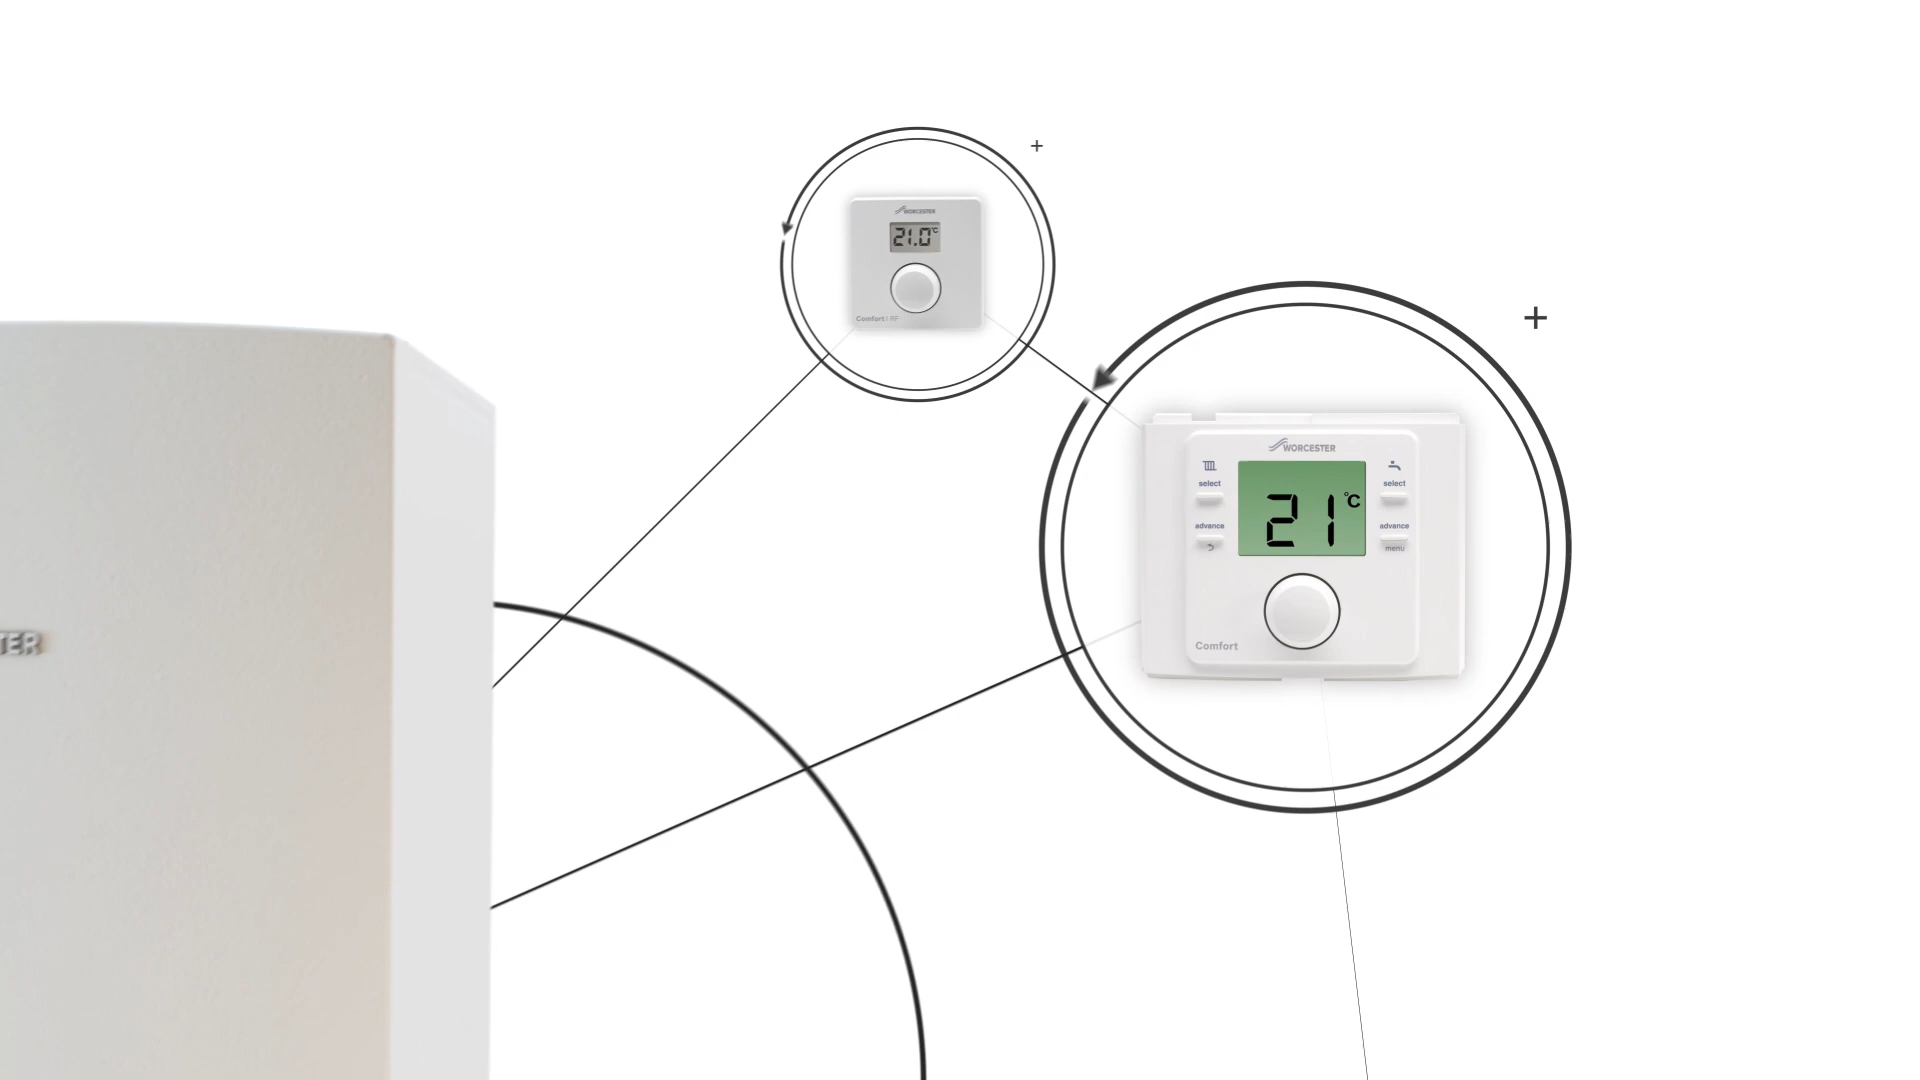 WORCESTER
21.0°C
Comfort | RF
WORCESTER
select
select
21°C
advance
advance
menu
Comfort
TER